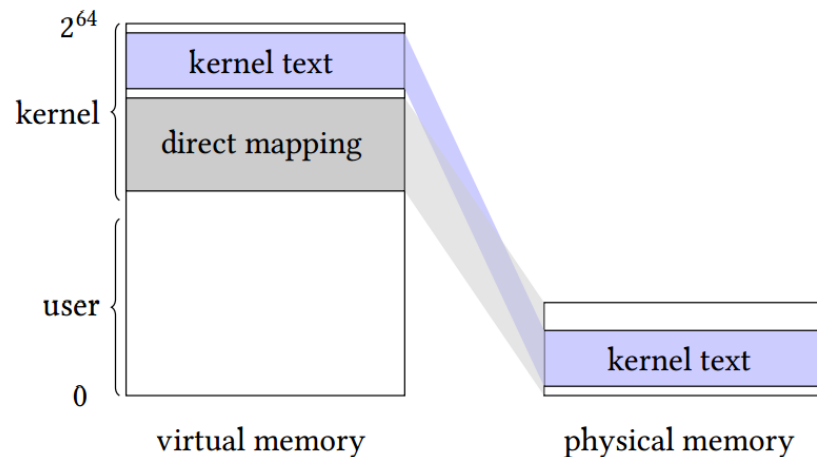 2^64
kernel text
kernel
direct mapping
user
kernel text
0
virtual memory
physical memory